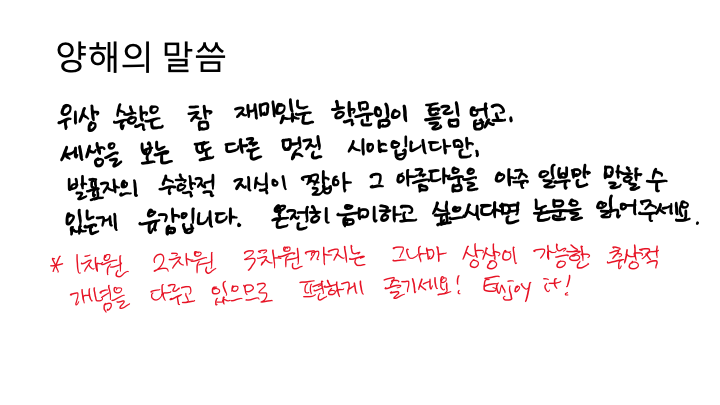 양해의 말씀
위상 수학은 참 재미있는 학문임이 틀림 없고,
세상을 보는 또 다른 멋진 시야입니다만,
발표자의 수학적 지식이 짧아 그 아름다움을 아주 일부만 말할 수
있는게 유감입니다. 온전히 음미하고 싶으시다면 논문을 읽어주세요.
* 1차원 2차원 3차원까지는 그나마 상상이 가능한 추상적
개념을 다루고 있으므로 편하게 즐기세요! Enjoy it!